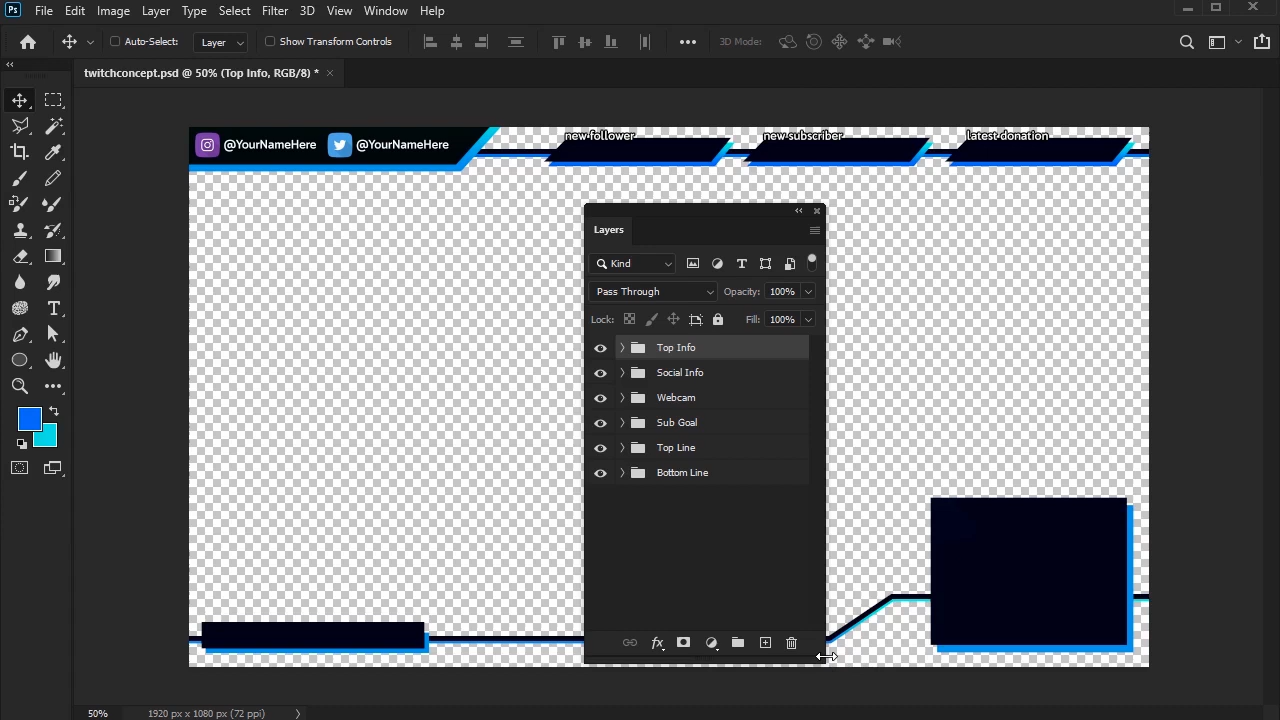 Ps File Edit Image Layer Type Select Filter 3D View Window Help
Auto-Select: Layer Show Transform Controls 3D Mode:
twitchconcept.psd @ 50% (Top Info, RGB/8) *
@YourNameHere @YourNameHere new follower new subscriber latest donation
Layers
Kind
Pass Through Opacity: 100%
Lock: Fill: 100%
Top Info
Social Info
Webcam
Sub Goal
Top Line
Bottom Line
fx
50% 1920 px x 1080 px (72 ppi)